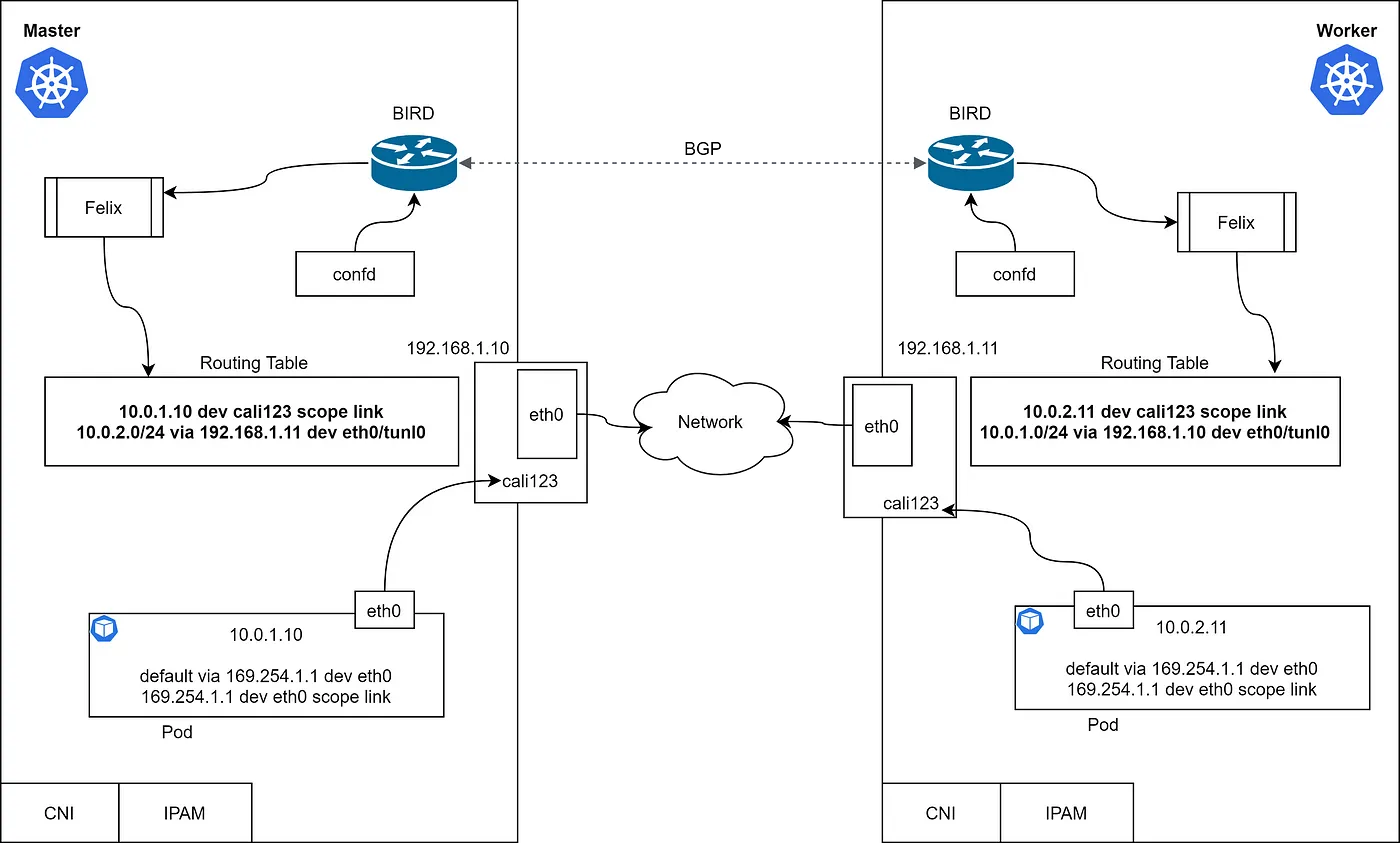 Master
Worker
BIRD
BIRD
BGP
Felix
Felix
confd
confd
192.168.1.10
192.168.1.11
Routing Table
Routing Table
10.0.1.10 dev cali123 scope link
10.0.2.0/24 via 192.168.1.11 dev eth0/tunl0
eth0
cali123
Network
eth0
cali123
10.0.2.11 dev cali123 scope link
10.0.1.0/24 via 192.168.1.10 dev eth0/tunl0
eth0
10.0.1.10
default via 169.254.1.1 dev eth0
169.254.1.1 dev eth0 scope link
Pod
eth0
10.0.2.11
default via 169.254.1.1 dev eth0
169.254.1.1 dev eth0 scope link
Pod
CNI
IPAM
CNI
IPAM